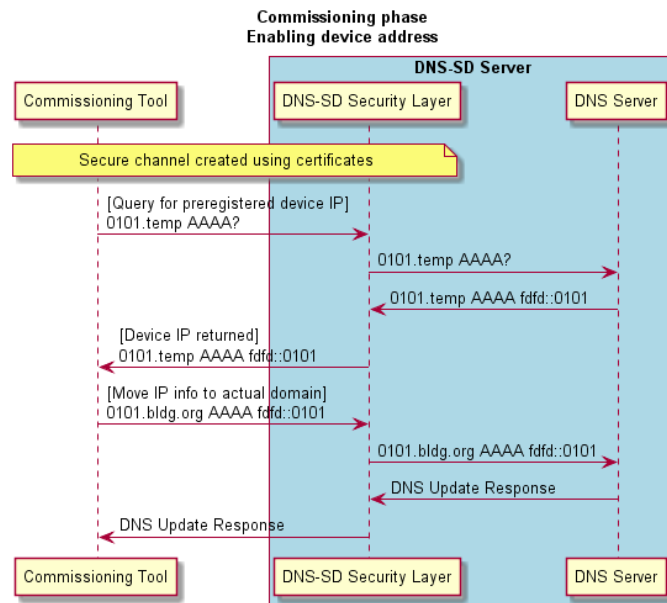 Commissioning phase
Enabling device address
DNS-SD Server
Commissioning Tool
DNS-SD Security Layer
DNS Server
Secure channel created using certificates
[Query for preregistered device IP]
0101.temp AAAA?
0101.temp AAAA?
0101.temp AAAA fdfd::0101
[Device IP returned]
0101.temp AAAA fdfd::0101
[Move IP info to actual domain]
0101.bldg.org AAAA fdfd::0101
0101.bldg.org AAAA fdfd::0101
DNS Update Response
DNS Update Response
Commissioning Tool
DNS-SD Security Layer
DNS Server